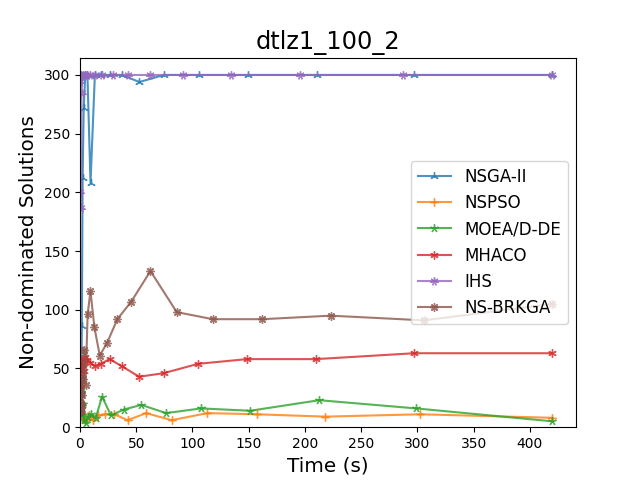 dtlz1_100_2
Non-dominated Solutions
300
250
200
150
100
50
0
NSGA-II
NSPSO
MOEA/D-DE
MHACO
IHS
NS-BRKGA
0 50 100 150 200 250 300 350 400
Time (s)